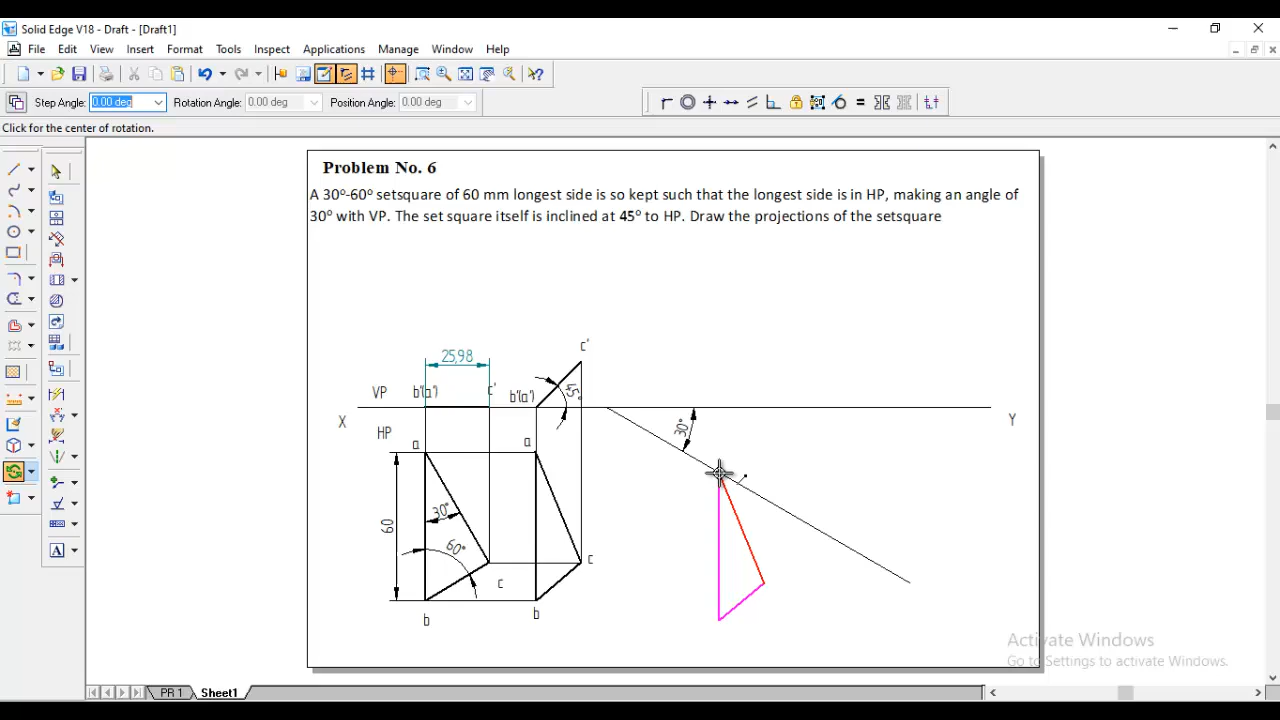 Solid Edge V18 - Draft - [Draft1]
File Edit View Insert Format Tools Inspect Applications Manage Window Help
Step Angle: 0.00 deg Rotation Angle: 0.00 deg Position Angle: 0.00 deg
Click for the center of rotation.
Problem No. 6
A 30º-60º setsquare of 60 mm longest side is so kept such that the longest side is in HP, making an angle of
30º with VP. The set square itself is inclined at 45º to HP. Draw the projections of the setsquare
c'
25,98
VP b'(a') c' b'(a') 45°
X Y
HP a a 30°
60 30°
60°
c c
b b
A
Activate Windows
Go to Settings to activate Windows.
PR 1 Sheet1